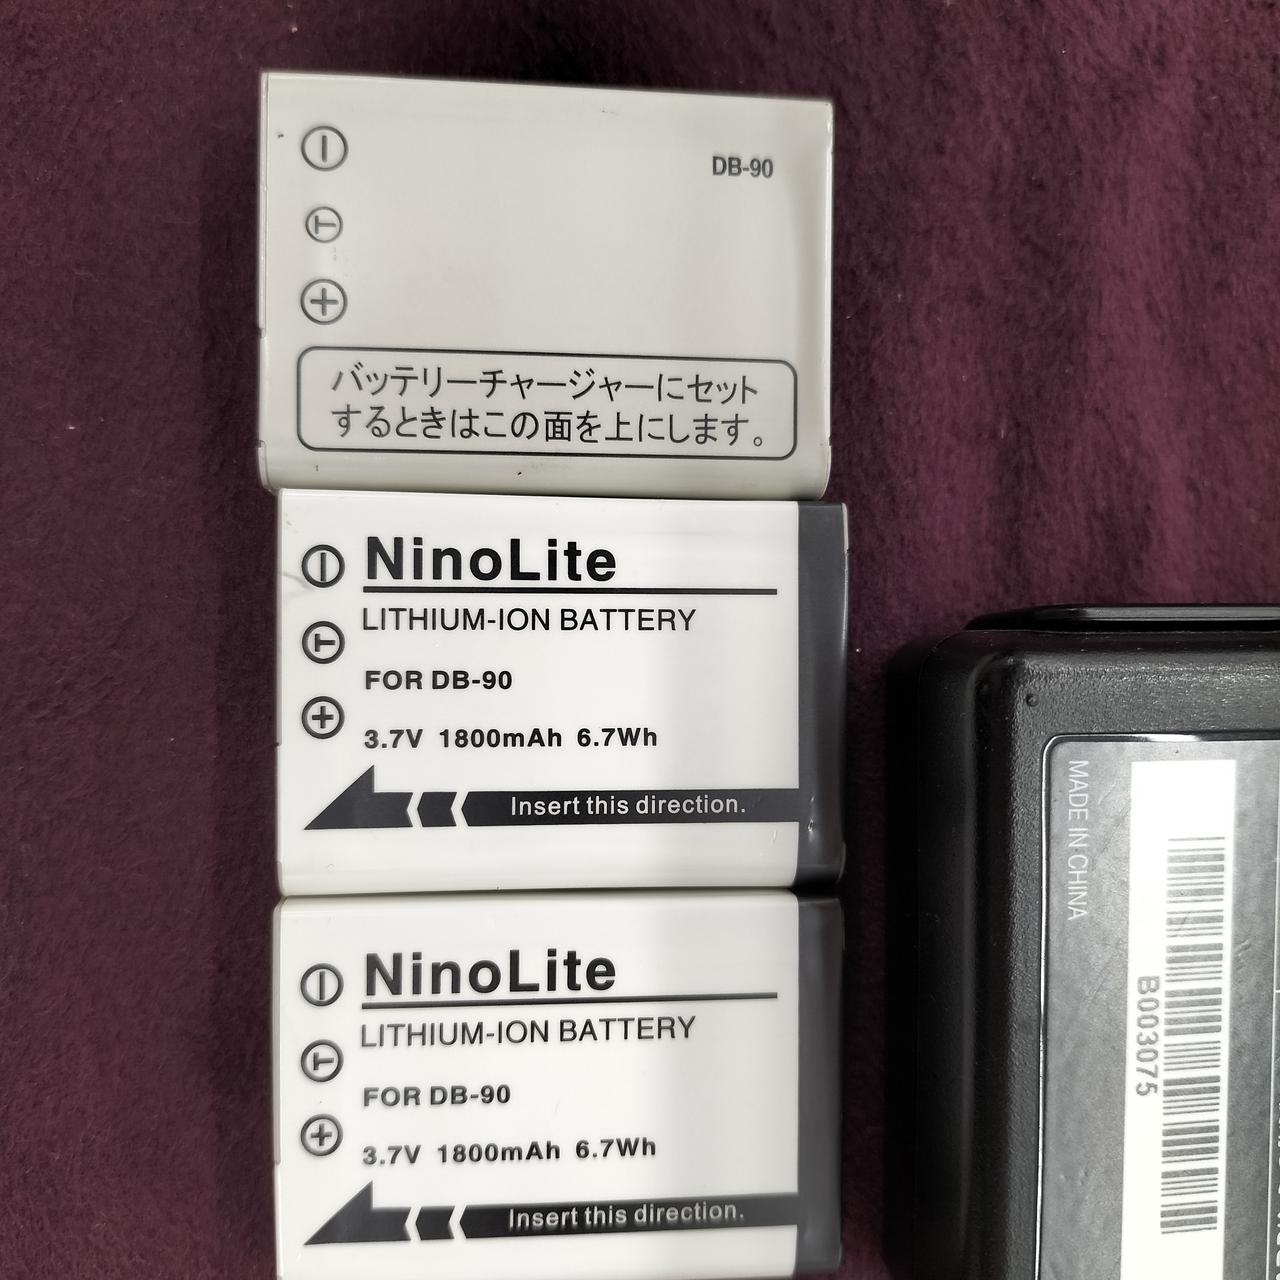 DB-90
T
バッテリーチャージャーにセット
するときはこの面を上にします。
NinoLite
LITHIUM-ION BATTERY
T
FOR DB-90
3.7V 1800mAh 6.7Wh
Insert this direction.
NinoLite
LITHIUM-ION BATTERY
T
FOR DB-90
3.7V 1800mAh 6.7Wh
Insert this direction.
MADE IN CHINA
B003075